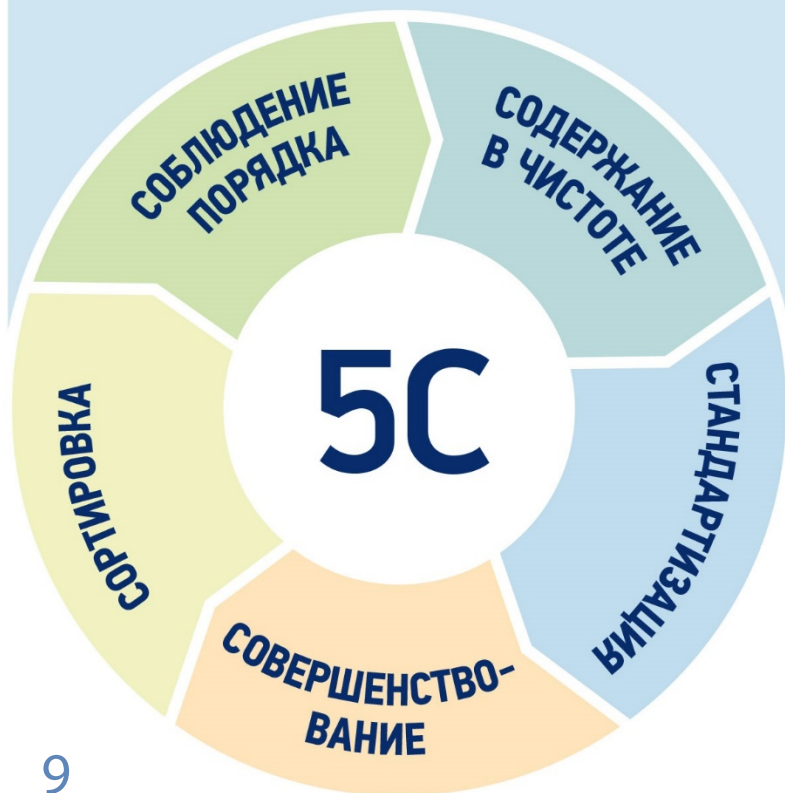 СОБЛЮДЕНИЕ
ПОРЯДКА
СОДЕРЖАНИЕ
В ЧИСТОТЕ
5С
СОРТИРОВКА
СТАНДАРТИЗАЦИЯ
СОВЕРШЕНСТВО-
ВАНИЕ
9